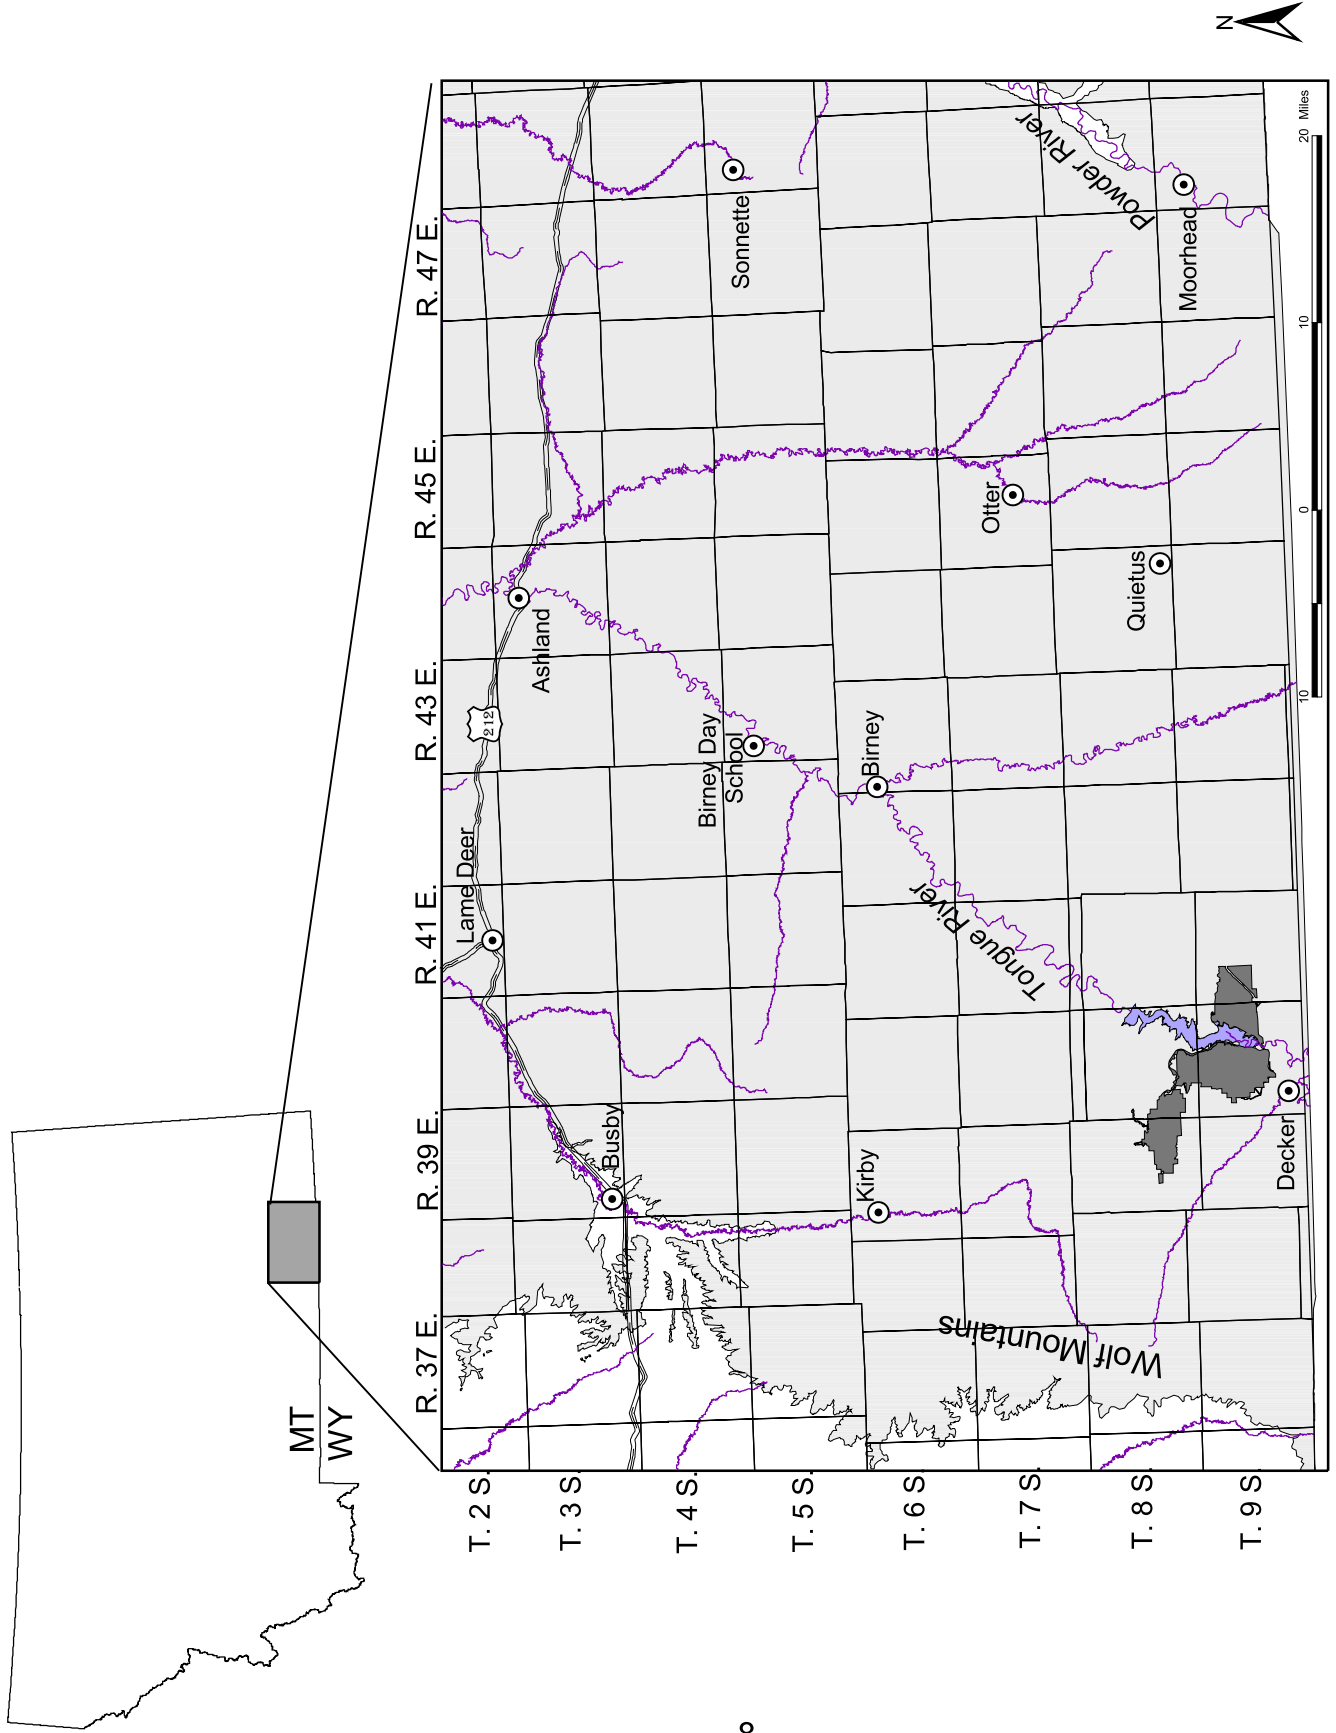 MT
WY
R. 37 E.
R. 39 E.
R. 41 E.
R. 43 E.
R. 45 E.
R. 47 E.
T. 2 S.
T. 3 S.
T. 4 S.
T. 5 S.
T. 6 S.
T. 7 S.
T. 8 S.
T. 9 S.
Lame Deer
212
Ashland
Busby
Birney Day
School
Sonnette
Kirby
Birney
Tongue River
Otter
Powder River
Wolf Mountains
Quietus
Moorhead
Decker
10
0
10
20
Miles
N